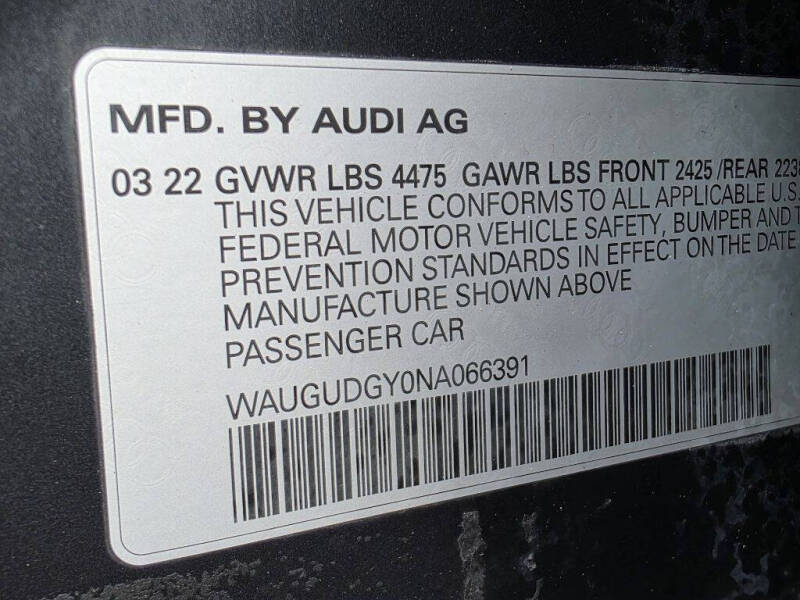 MFD. BY AUDI AG
03 22 GVWR LBS 4475 GAWR LBS FRONT 2425 /REAR 2238
THIS VEHICLE CONFORMS TO ALL APPLICABLE U.S.
FEDERAL MOTOR VEHICLE SAFETY, BUMPER AND
PREVENTION STANDARDS IN EFFECT ON THE DATE
MANUFACTURE SHOWN ABOVE
PASSENGER CAR
WAUGUDGY0NA066391